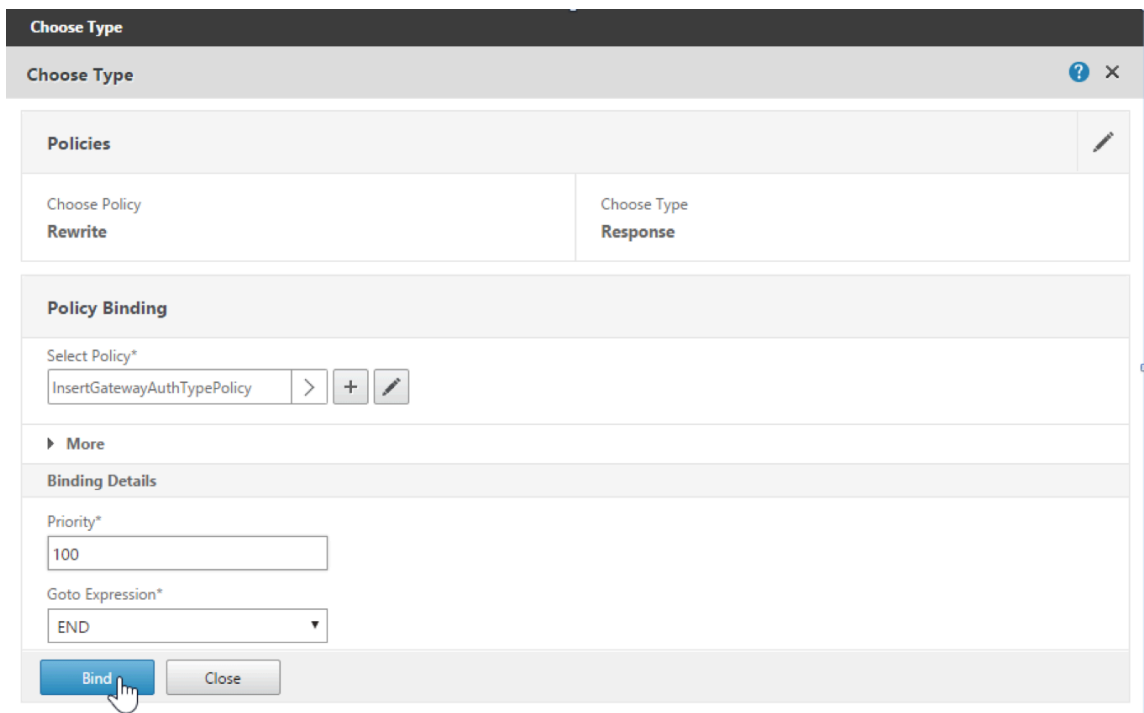 Choose Type
Choose Type ?
Policies
Choose Policy Choose Type
Rewrite Response
Policy Binding
Select Policy*
InsertGatewayAuthTypePolicy
More
Binding Details
Priority*
100
Goto Expression*
END
Bind Close